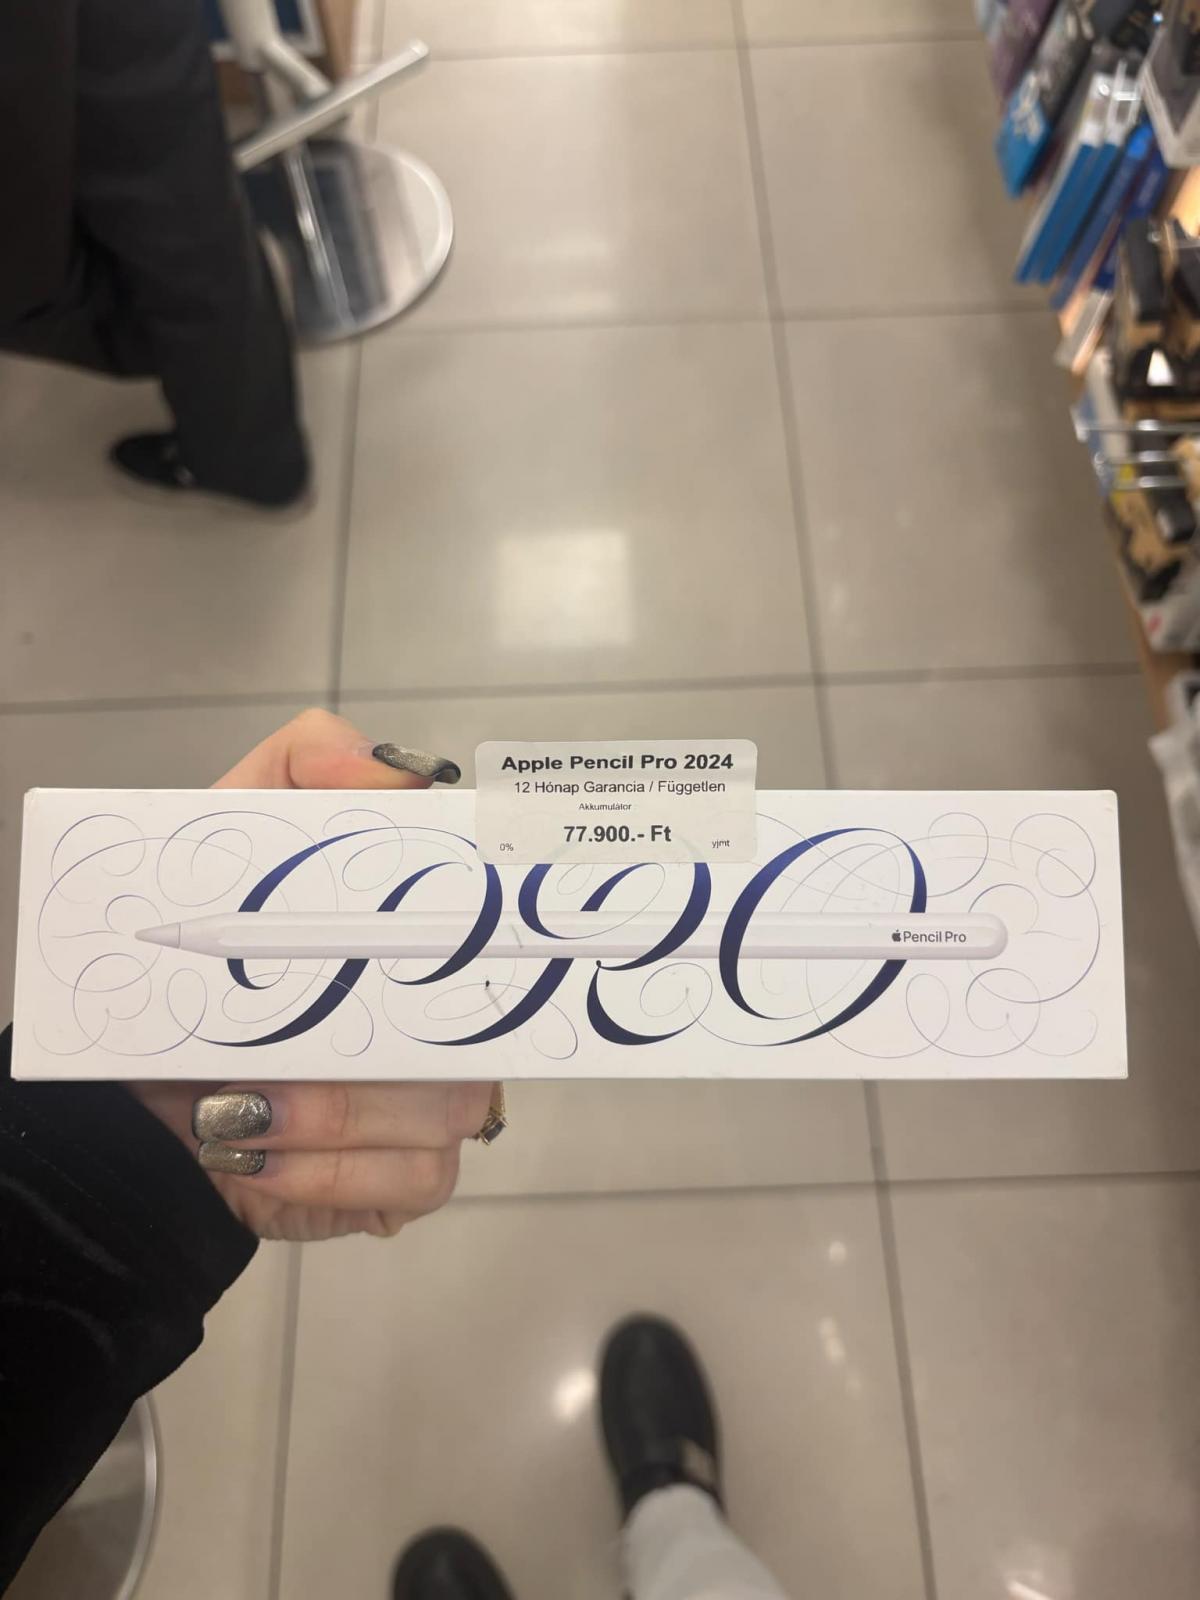 Apple Pencil Pro 2024
12 Hónap Garancia / Független
Akkumulátor
77.900.- Ft
0%
yjmt
PRO
Pencil Pro